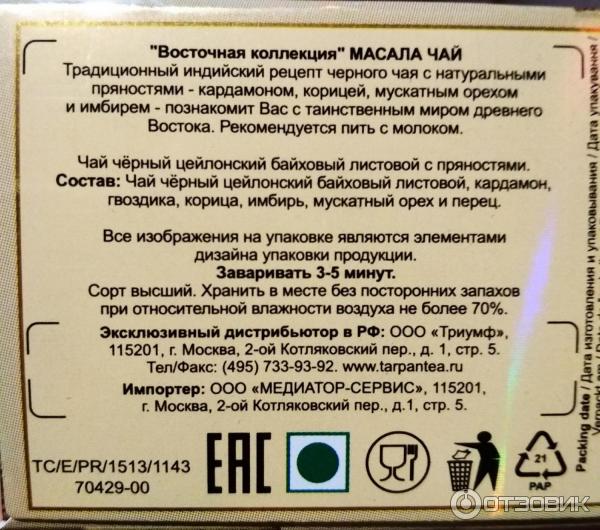 "Восточная коллекция" МАСАЛА ЧАЙ
Традиционный индийский рецепт черного чая с натуральными
пряностями - кардамоном, корицей, мускатным орехом
и имбирем - познакомит Вас с таинственным миром древнего
Востока. Рекомендуется пить с молоком.
Чай чёрный цейлонский байховый листовой с пряностями.
Состав: Чай чёрный цейлонский байховый листовой, кардамон,
гвоздика, корица, имбирь, мускатный орех и перец.
Все изображения на упаковке являются элементами
дизайна упаковки продукции.
Заваривать 3-5 минут.
Сорт высший. Хранить в месте без посторонних запахов
при относительной влажности воздуха не более 70%.
Эксклюзивный дистрибьютор в РФ: ООО «Триумф»,
115201, г. Москва, 2-ой Котляковский пер., д. 1, стр. 5.
Тел/Факс: (495) 733-93-92. www.tarpantea.ru
Импортер: ООО «МЕДИАТОР-СЕРВИС», 115201,
г. Москва, 2-ой Котляковский пер., д.1, стр. 5.
TC/E/PR/1513/1143
70429-00
ЕАС
21
PAP
Packing date / Дата изготовления и упаковывания / Дата упакування /
Verpackt am /
ОТЗОВИК